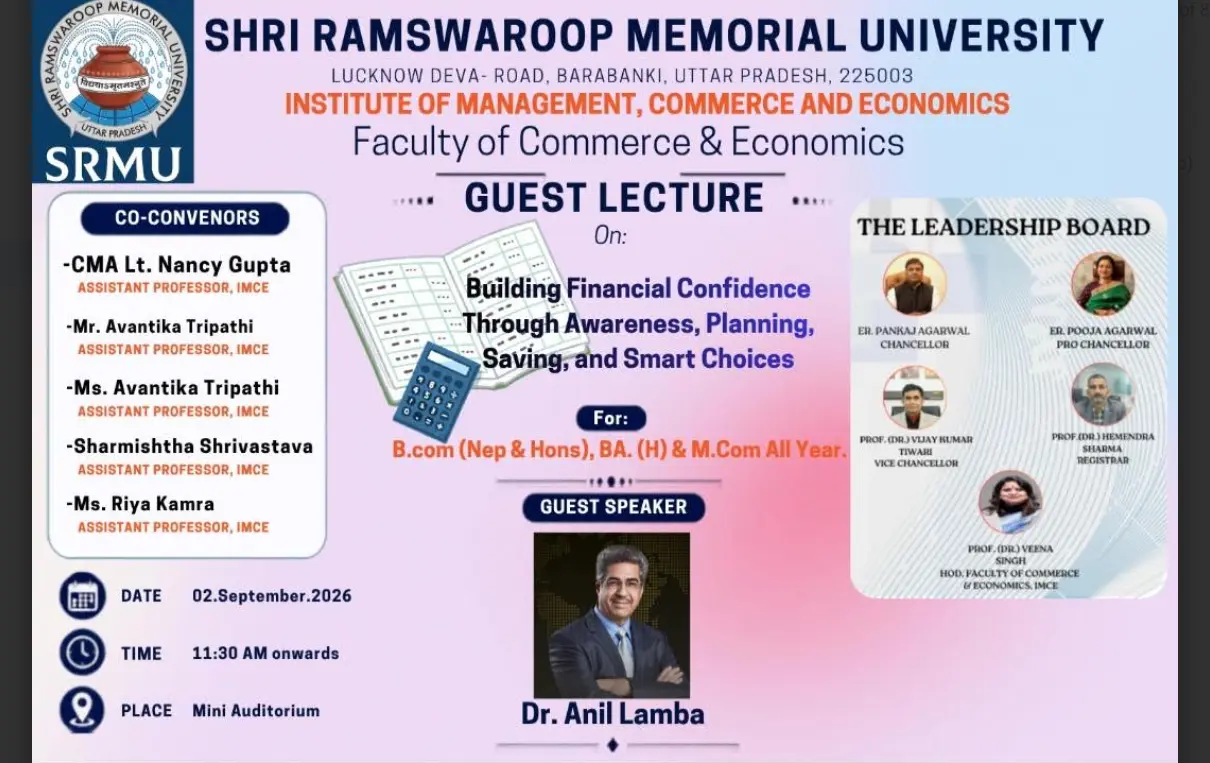 SHRI RAMSWAROOP MEMORIAL UNIVERSITY
UTTAR PRADESH
SRMU
SHRI RAMSWAROOP MEMORIAL UNIVERSITY
LUCKNOW DEVA- ROAD, BARABANKI, UTTAR PRADESH, 225003
INSTITUTE OF MANAGEMENT, COMMERCE AND ECONOMICS
Faculty of Commerce & Economics
GUEST LECTURE
On:
Building Financial Confidence
Through Awareness, Planning,
Saving, and Smart Choices
For:
B.com (Nep & Hons), BA. (H) & M.Com All Year.
GUEST SPEAKER
Dr. Anil Lamba
CO-CONVENORS
-CMA Lt. Nancy Gupta
ASSISTANT PROFESSOR, IMCE
-Mr. Avantika Tripathi
ASSISTANT PROFESSOR, IMCE
-Ms. Avantika Tripathi
ASSISTANT PROFESSOR, IMCE
-Sharmishtha Shrivastava
ASSISTANT PROFESSOR, IMCE
-Ms. Riya Kamra
ASSISTANT PROFESSOR, IMCE
DATE 02.September.2026
TIME 11:30 AM onwards
PLACE Mini Auditorium
THE LEADERSHIP BOARD
ER. PANKAJ AGARWAL
CHANCELLOR
ER. POOJA AGARWAL
PRO CHANCELLOR
PROF. (DR.) VIJAY KUMAR
TIWARI
VICE CHANCELLOR
PROF.(DR.) HEMENDRA
SHARMA
REGISTRAR
PROF. (DR.) VEENA
SINGH
HOD, FACULTY OF COMMERCE
& ECONOMICS, IMCE